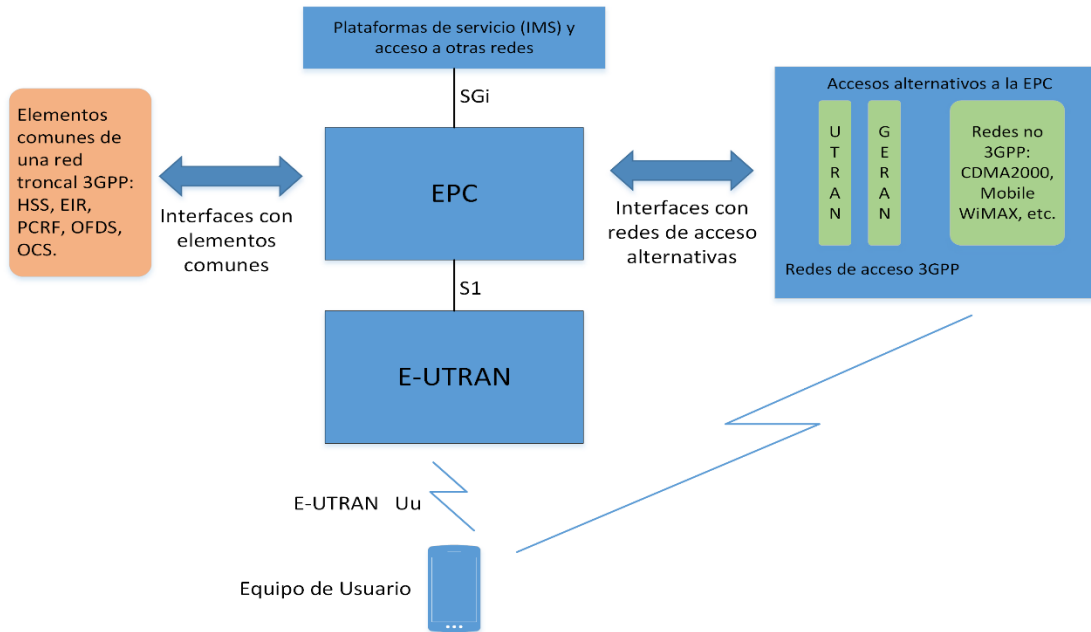 Plataformas de servicio (IMS) y
acceso a otras redes
SGi
Elementos
comunes de
una red
troncal 3GPP:
HSS, EIR,
PCRF, OFDS,
OCS.
Interfaces con
elementos
comunes
EPC
Interfaces con
redes de acceso
alternativas
Accesos alternativos a la EPC
UTRAN
GERAN
Redes no
3GPP:
CDMA2000,
Mobile
WiMAX, etc.
Redes de acceso 3GPP
S1
E-UTRAN
E-UTRAN Uu
Equipo de Usuario